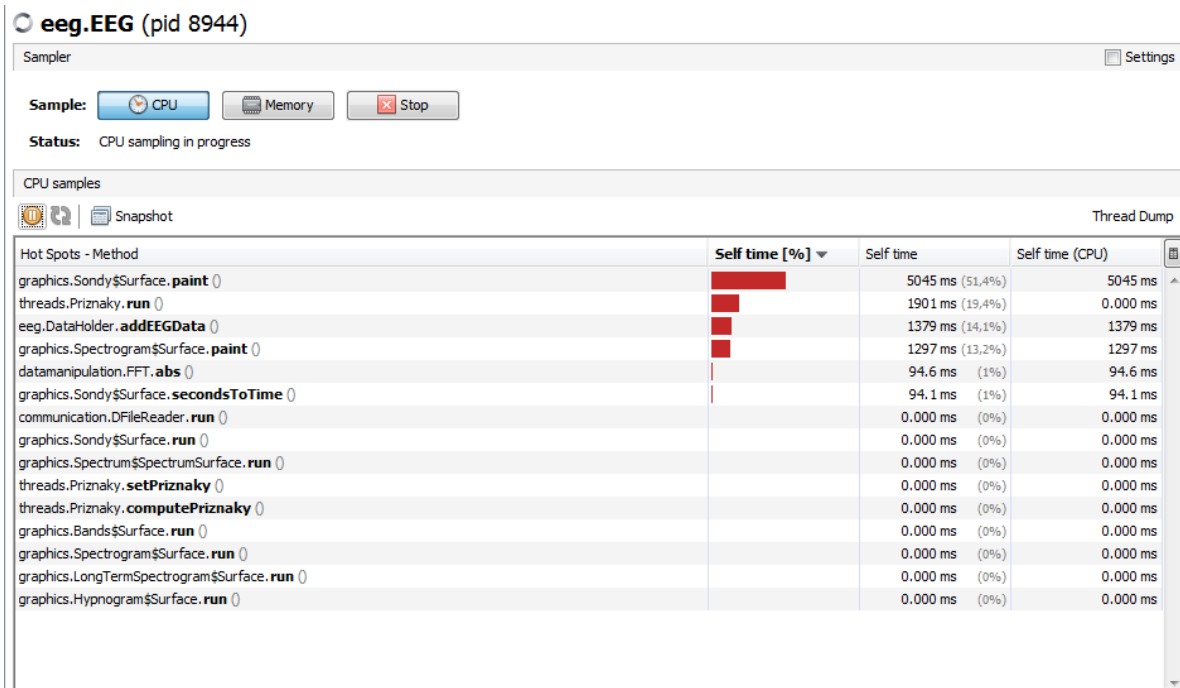 eeg.EEG (pid 8944)
Sampler Settings
Sample: CPU Memory Stop
Status: CPU sampling in progress
CPU samples
Snapshot Thread Dump
Hot Spots - Method Self time [%] Self time Self time (CPU)
graphics.Sondy$Surface.paint () 5045 ms (51,4%) 5045 ms
threads.Priznaky.run () 1901 ms (19,4%) 0.000 ms
eeg.DataHolder.addEEGData () 1379 ms (14,1%) 1379 ms
graphics.Spectrogram$Surface.paint () 1297 ms (13,2%) 1297 ms
datamanipulation.FFT.abs () 94.6 ms (1%) 94.6 ms
graphics.Sondy$Surface.secondsToTime () 94.1 ms (1%) 94.1 ms
communication.DFileReader.run () 0.000 ms (0%) 0.000 ms
graphics.Sondy$Surface.run () 0.000 ms (0%) 0.000 ms
graphics.Spectrum$SpectrumSurface.run () 0.000 ms (0%) 0.000 ms
threads.Priznaky.setPriznaky () 0.000 ms (0%) 0.000 ms
threads.Priznaky.computePriznaky () 0.000 ms (0%) 0.000 ms
graphics.Bands$Surface.run () 0.000 ms (0%) 0.000 ms
graphics.Spectrogram$Surface.run () 0.000 ms (0%) 0.000 ms
graphics.LongTermSpectrogram$Surface.run () 0.000 ms (0%) 0.000 ms
graphics.Hypnogram$Surface.run () 0.000 ms (0%) 0.000 ms